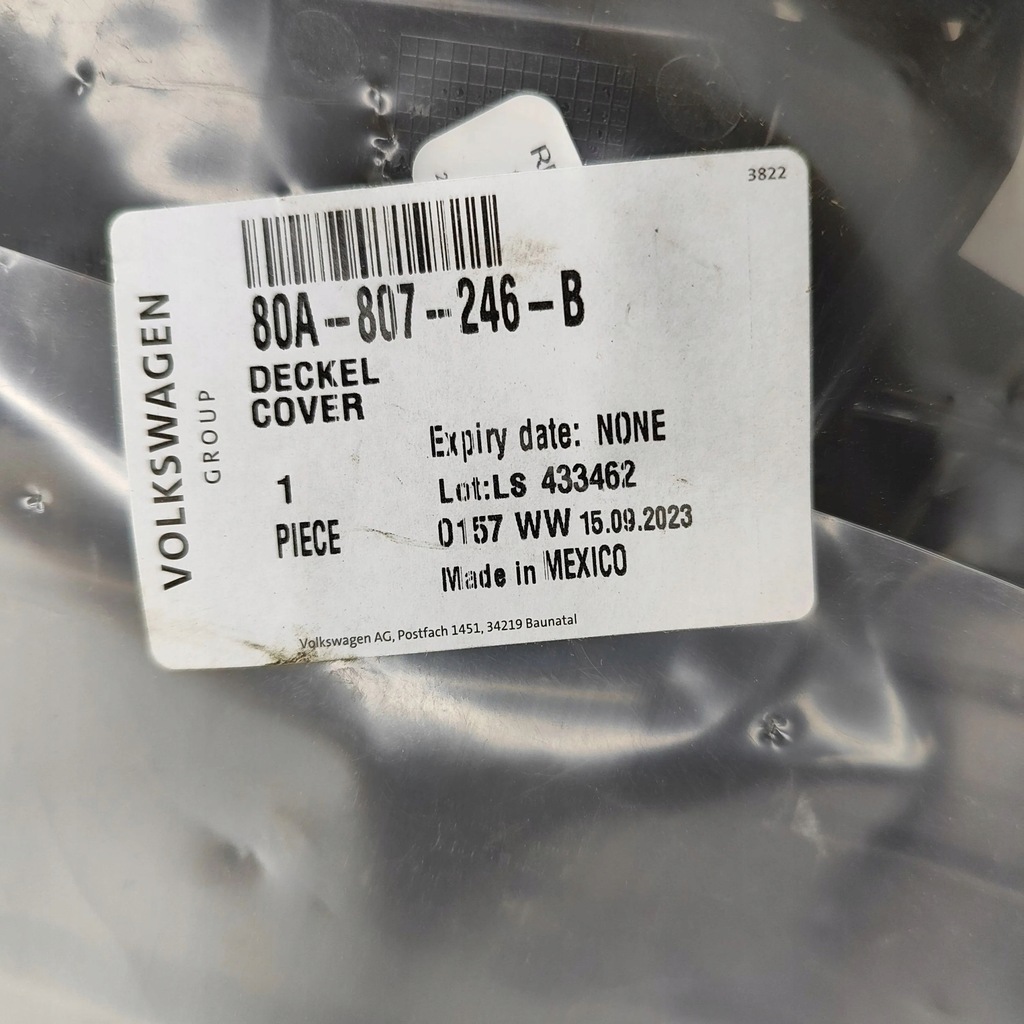 3822
80A-807-246-B
DECKEL
COVER
VOLKSWAGEN
GROUP
Expiry date: NONE
1
Lot:LS 433462
PIECE
0157 WW 15.09.2023
Made in MEXICO
Volkswagen AG, Postfach 1451, 34219 Baunatal